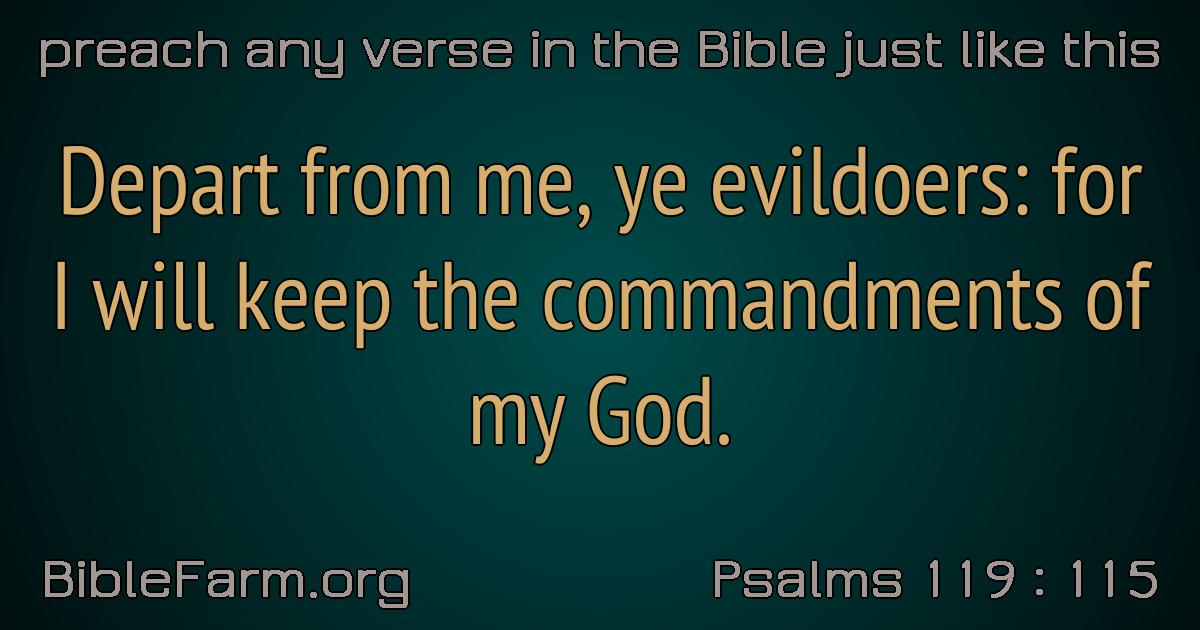 preach any verse in the Bible just like this
Depart from me, ye evildoers: for
I will keep the commandments of
my God.
BibleFarm.org
Psalms 119 : 115